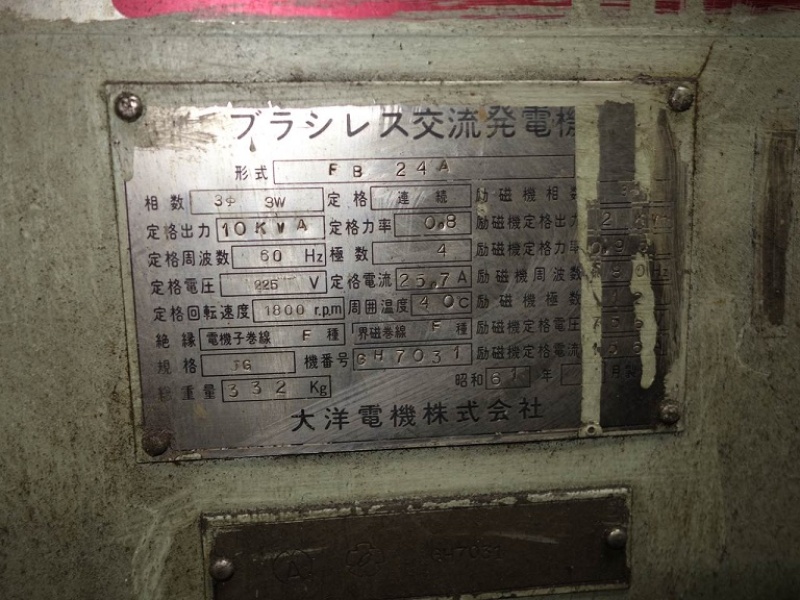 ブラシレス交流発電機
形式 FB 24A
相数 3φ 3W 定格 連続 励磁機相数 3
定格出力 10KVA 定格力率 0.8 励磁機定格出力
定格周波数 60 Hz 極数 4 励磁機定格力率
定格電圧 225 V 定格電流 25.7A 励磁機周波数
定格回転速度 1800 r.p.m 周囲温度 40C 励磁機極数
絶縁 電機子巻線 F 種 界磁巻線 F 種 励磁機定格電圧
規格 機番号 BH7031 励磁機定格電流
総重量 332 Kg 昭和 年 月
大洋電機株式会社
A BH7031